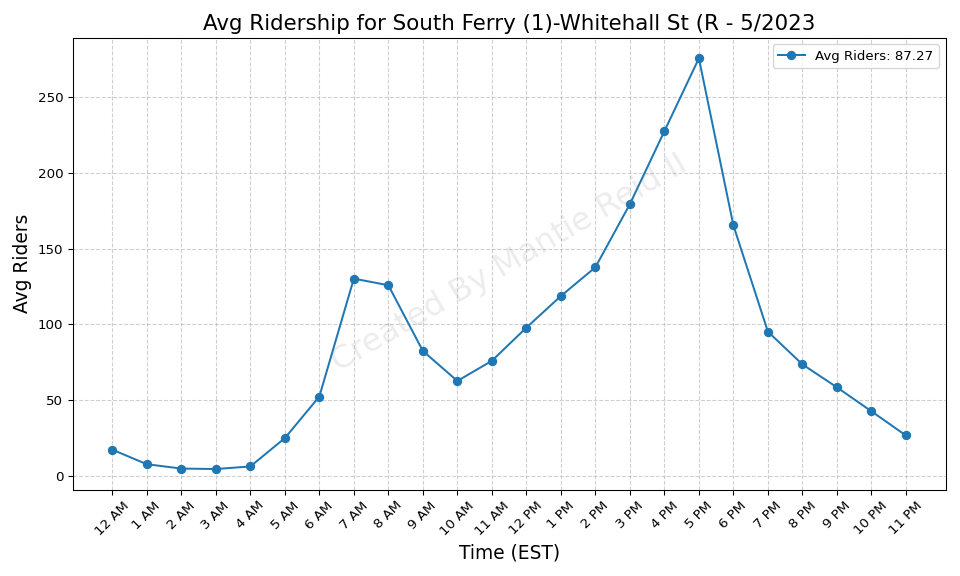 Avg Ridership for South Ferry (1)-Whitehall St (R - 5/2023
Avg Riders: 87.27
Avg Riders
250
200
150
100
50
0
Created By Mantie Reid II
12 AM
1 AM
2 AM
3 AM
4 AM
5 AM
6 AM
7 AM
8 AM
9 AM
10 AM
11 AM
12 PM
1 PM
2 PM
3 PM
4 PM
5 PM
6 PM
7 PM
8 PM
9 PM
10 PM
11 PM
Time (EST)